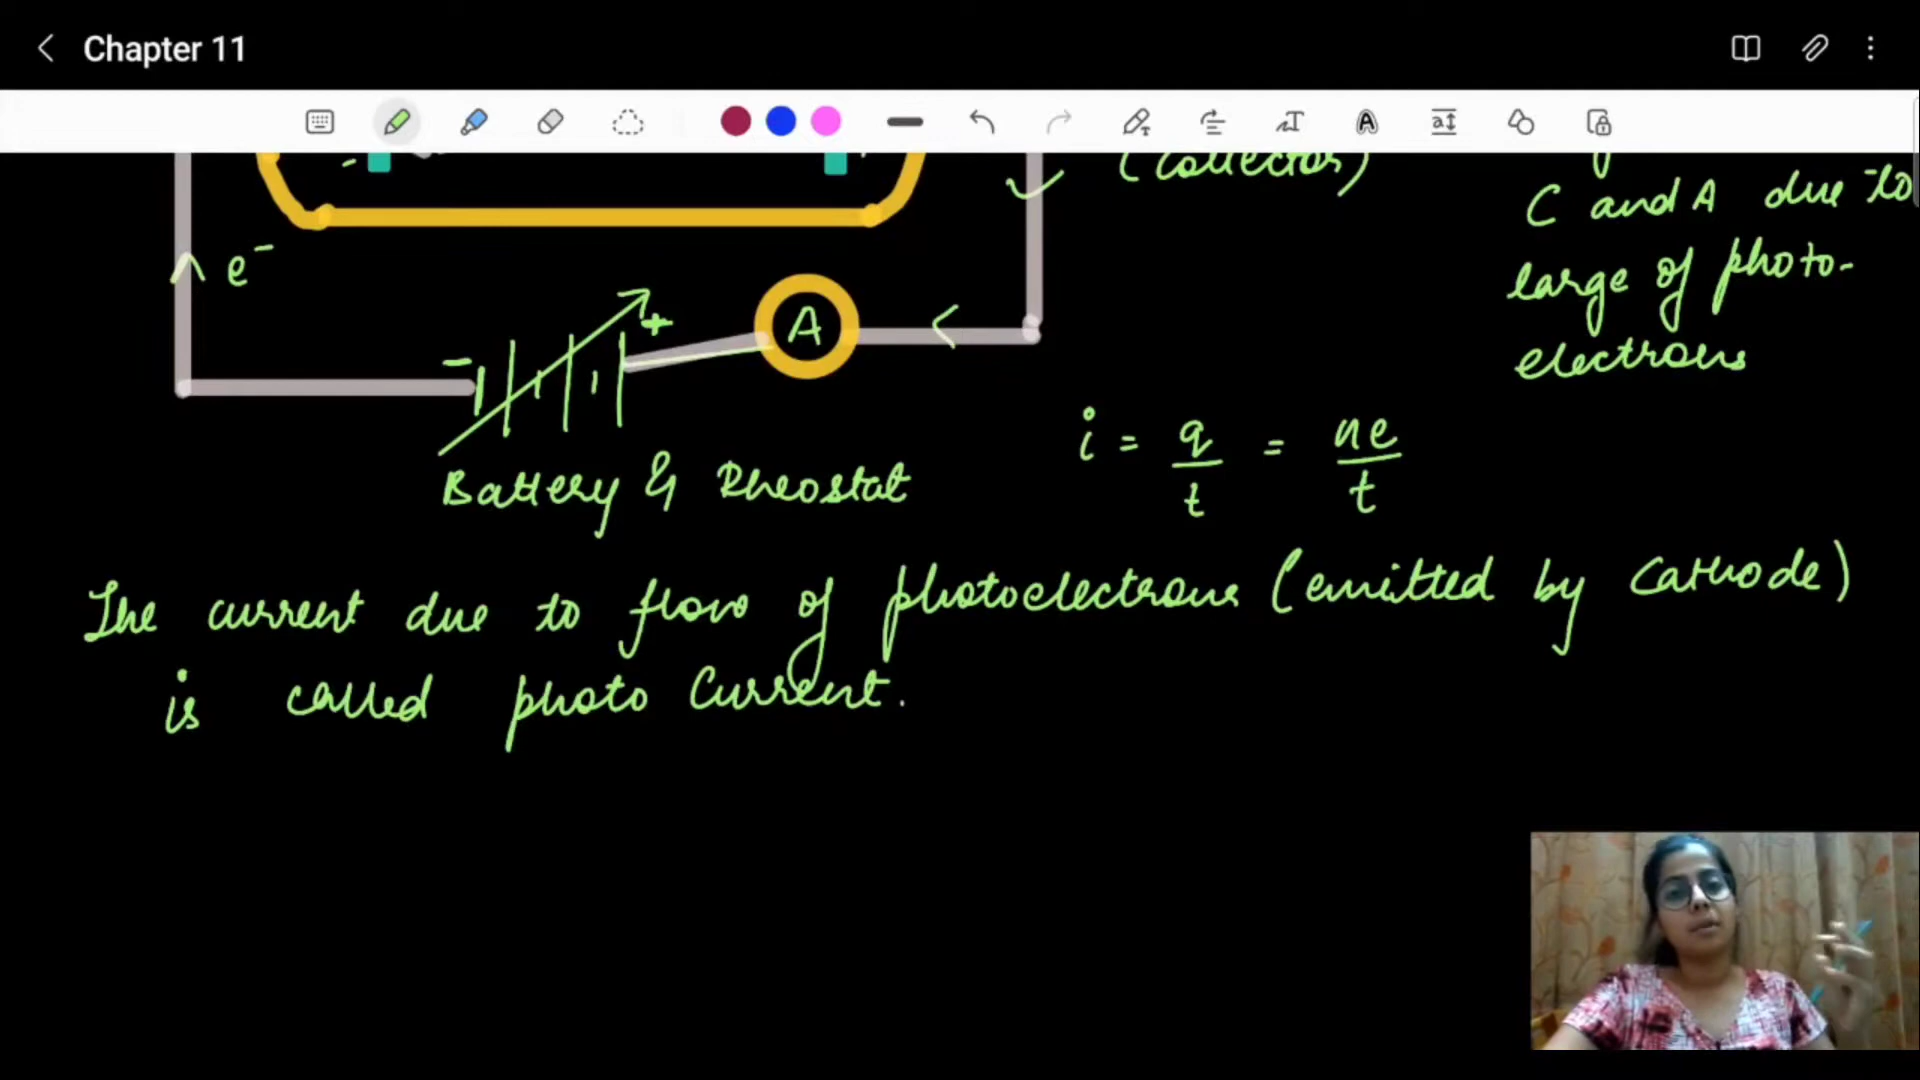 Chapter 11
(Collector)
C and A due to
large of photo-
electrons
e⁻
- +
A
Battery & Rheostat
i = q/t = ne/t
The current due to flow of photoelectrons (emitted by Cathode)
is called photo Current.